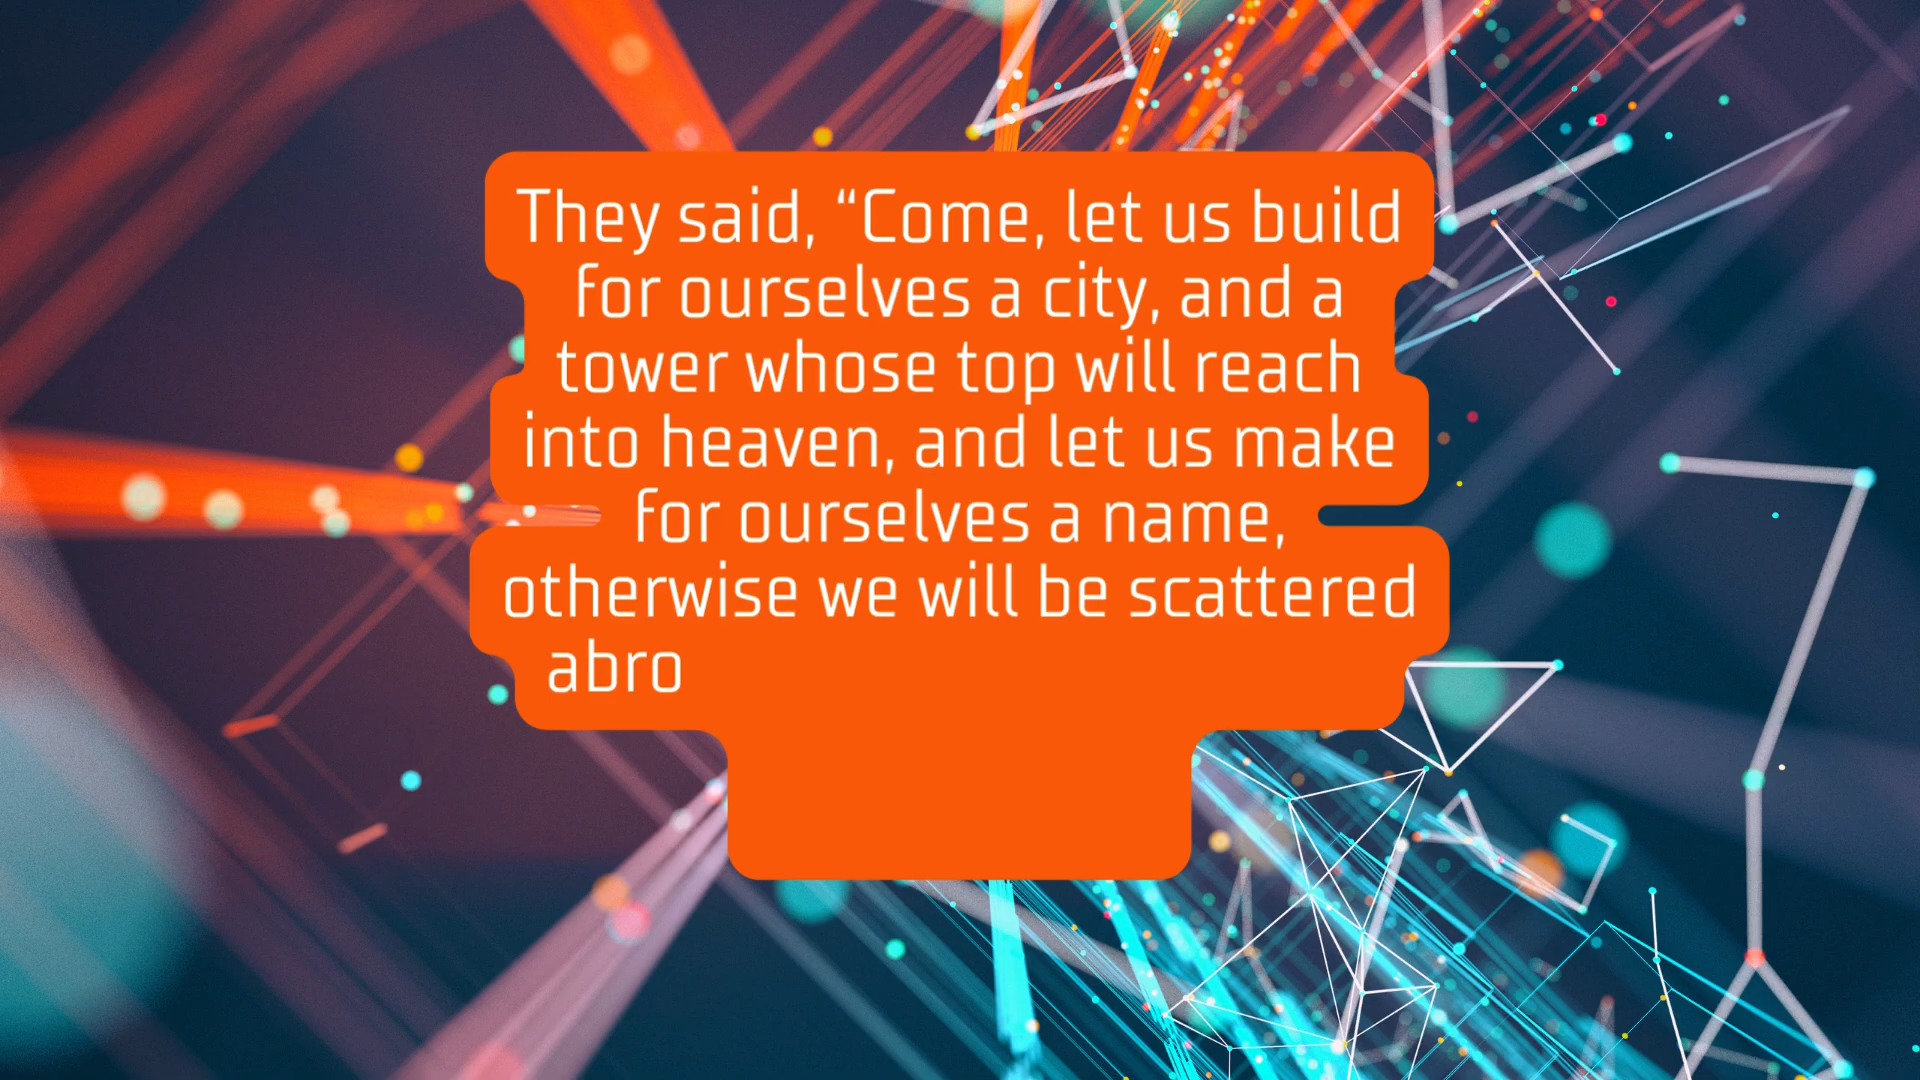 They said, “Come, let us build
for ourselves a city, and a
tower whose top will reach
into heaven, and let us make
for ourselves a name,
otherwise we will be scattered
abro